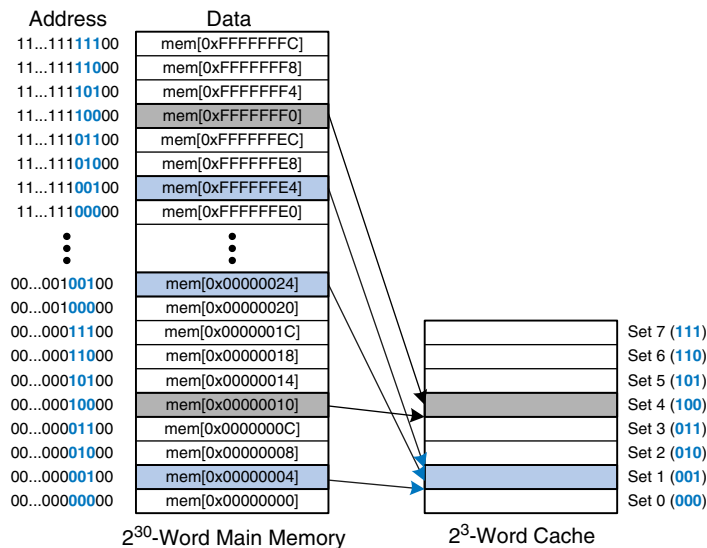 Address Data
11...11111100 mem[0xFFFFFFFC]
11...11111000 mem[0xFFFFFFF8]
11...11110100 mem[0xFFFFFFF4]
11...11110000 mem[0xFFFFFFF0]
11...11101100 mem[0xFFFFFFEC]
11...11101000 mem[0xFFFFFFE8]
11...11100100 mem[0xFFFFFFE4]
11...11100000 mem[0xFFFFFFE0]
00...00100100 mem[0x00000024]
00...00100000 mem[0x00000020]
00...00011100 mem[0x0000001C] Set 7 (111)
00...00011000 mem[0x00000018] Set 6 (110)
00...00010100 mem[0x00000014] Set 5 (101)
00...00010000 mem[0x00000010] Set 4 (100)
00...00001100 mem[0x0000000C] Set 3 (011)
00...00001000 mem[0x00000008] Set 2 (010)
00...00000100 mem[0x00000004] Set 1 (001)
00...00000000 mem[0x00000000] Set 0 (000)
2³⁰-Word Main Memory 2³-Word Cache